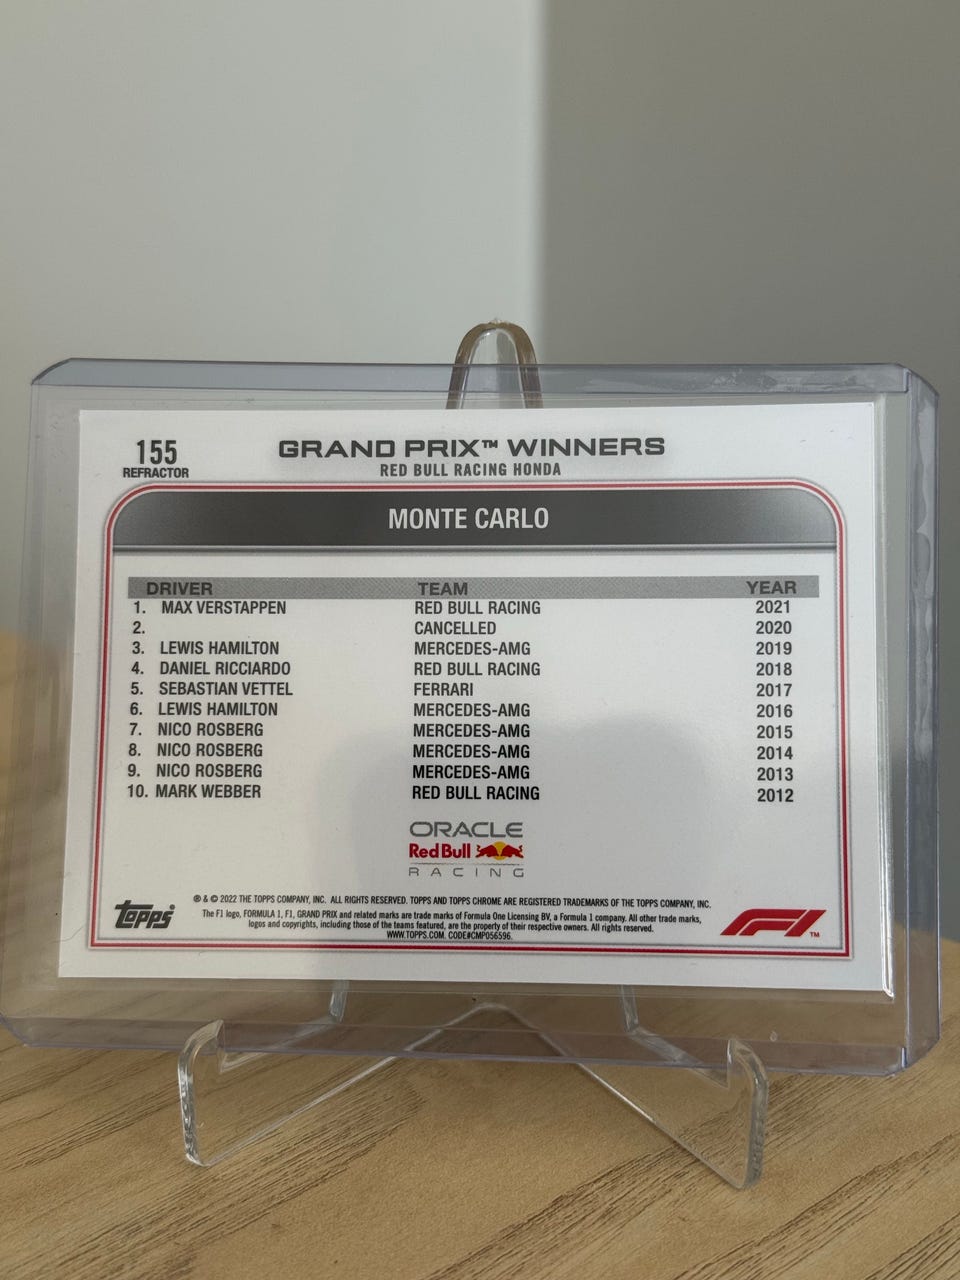 155
REFRACTOR
GRAND PRIX™ WINNERS
RED BULL RACING HONDA
MONTE CARLO
DRIVER TEAM YEAR
1. MAX VERSTAPPEN RED BULL RACING 2021
2. CANCELLED 2020
3. LEWIS HAMILTON MERCEDES-AMG 2019
4. DANIEL RICCIARDO RED BULL RACING 2018
5. SEBASTIAN VETTEL FERRARI 2017
6. LEWIS HAMILTON MERCEDES-AMG 2016
7. NICO ROSBERG MERCEDES-AMG 2015
8. NICO ROSBERG MERCEDES-AMG 2014
9. NICO ROSBERG MERCEDES-AMG 2013
10. MARK WEBBER RED BULL RACING 2012
ORACLE
Red Bull
RACING
Topps
® & © 2022 THE TOPPS COMPANY, INC. ALL RIGHTS RESERVED. TOPPS AND TOPPS CHROME ARE REGISTERED TRADEMARKS OF THE TOPPS COMPANY, INC.
The F1 logo, FORMULA 1, F1, GRAND PRIX and related marks are trade marks of Formula One Licensing BV, a Formula 1 company. All other trade marks,
logos and copyrights, including those of the teams featured, are the property of their respective owners. All rights reserved.
WWW.TOPPS.COM. CODE#CMP056596.
F1™